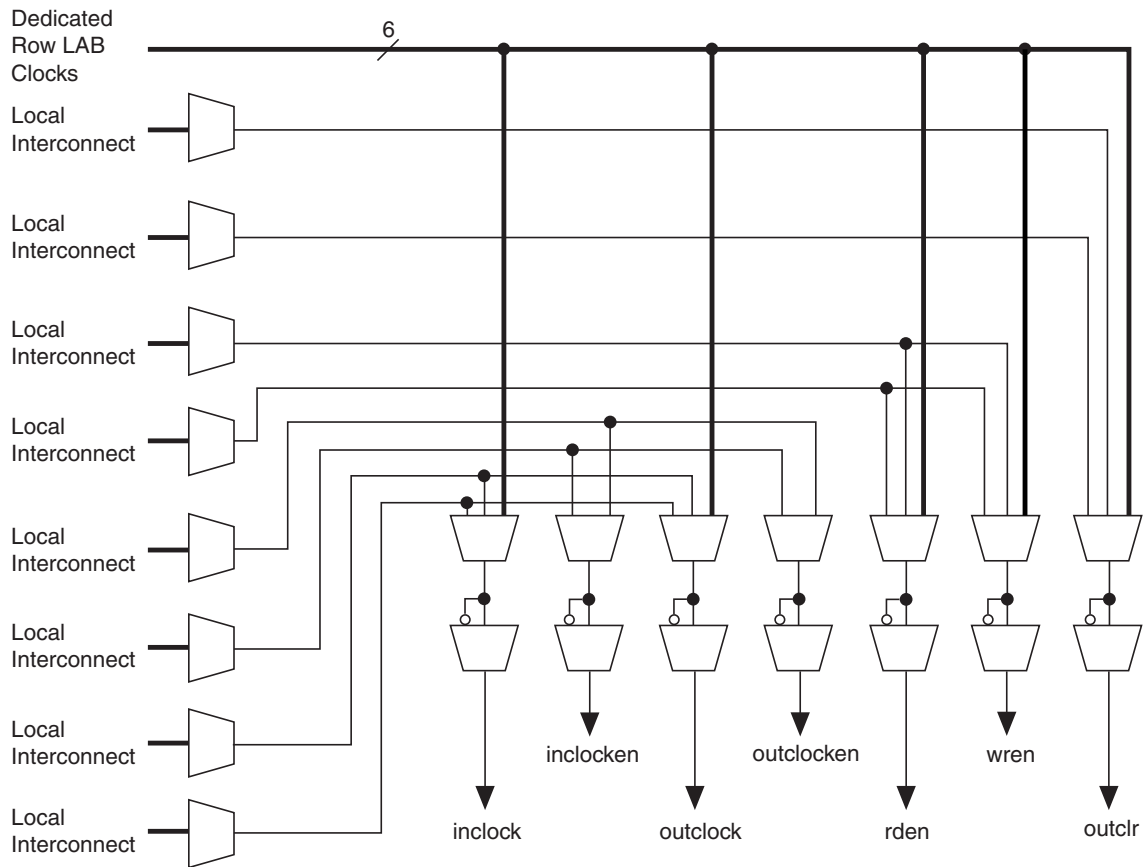 Dedicated
Row LAB
Clocks
6
Local
Interconnect
Local
Interconnect
Local
Interconnect
Local
Interconnect
Local
Interconnect
Local
Interconnect
Local
Interconnect
Local
Interconnect
inclocken
outclocken
wren
inclock
outclock
rden
outclr